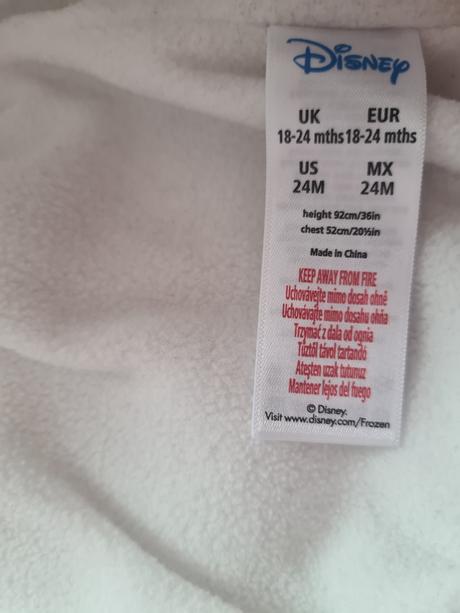 Disney
UK EUR
18-24 mths 18-24 mths
US MX
24M 24M
height 92cm/36in
chest 52cm/20½in
Made in China
KEEP AWAY FROM FIRE
Uchovávejte mimo dosah ohně
Uchovávajte mimo dosahu ohňa
Trzymać z dala od ognia
Tűztől távol tartandó
Ateşten uzak tutunuz
Mantener lejos del fuego
© Disney.
Visit www.disney.com/Frozen